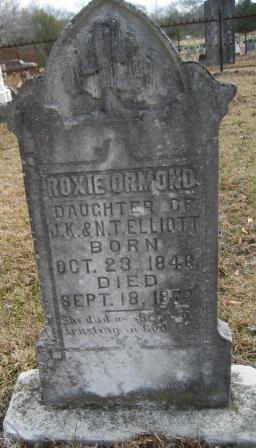 ROXIE ORMOND
DAUGHTER OF
J.K. & N.T. ELLIOTT
BORN
OCT. 23, 1848,
DIED
SEPT. 18, 1872
She died as she
trusting in God